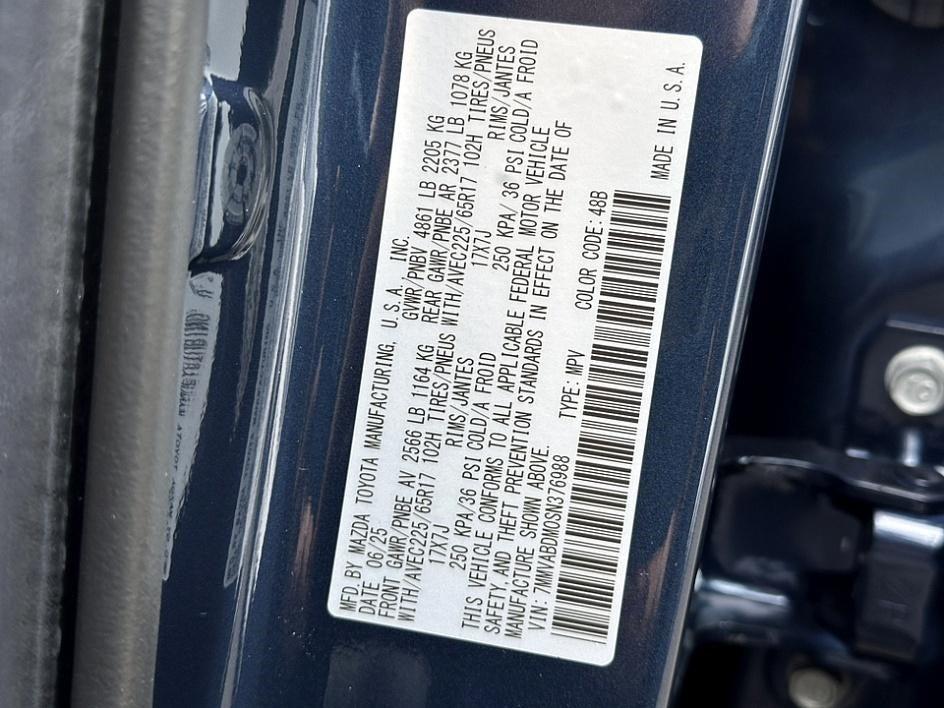 MFD.BY MAZDA TOYOTA MANUFACTURING, U.S.A., INC.
DATE 06/25 GVWR/PNBV 4861 LB 2205 KG
FRONT GAWR/PNBE AV 2566 LB 1164 KG REAR GAWR/PNBE AR 2377 LB 1078 KG
WITH/AVEC225/65R17 102H TIRES/PNEUS WITH/AVEC225/65R17 102H TIRES/PNEUS
17X7J RIMS/JANTES 17X7J RIMS/JANTES
250 KPA/36 PSI COLD/A FROID 250 KPA/ 36 PSI COLD/A FROID
THIS VEHICLE CONFORMS TO ALL APPLICABLE FEDERAL MOTOR VEHICLE
SAFETY, AND THEFT PREVENTION STANDARDS IN EFFECT ON THE DATE OF
MANUFACTURE SHOWN ABOVE.
VIN: 7MMVABDM0SN376988 TYPE: MPV COLOR CODE: 48B
MADE IN U.S.A.